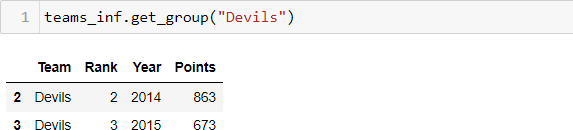 1 teams_inf.get_group("Devils")
Team Rank Year Points
2 Devils 2 2014 863
3 Devils 3 2015 673